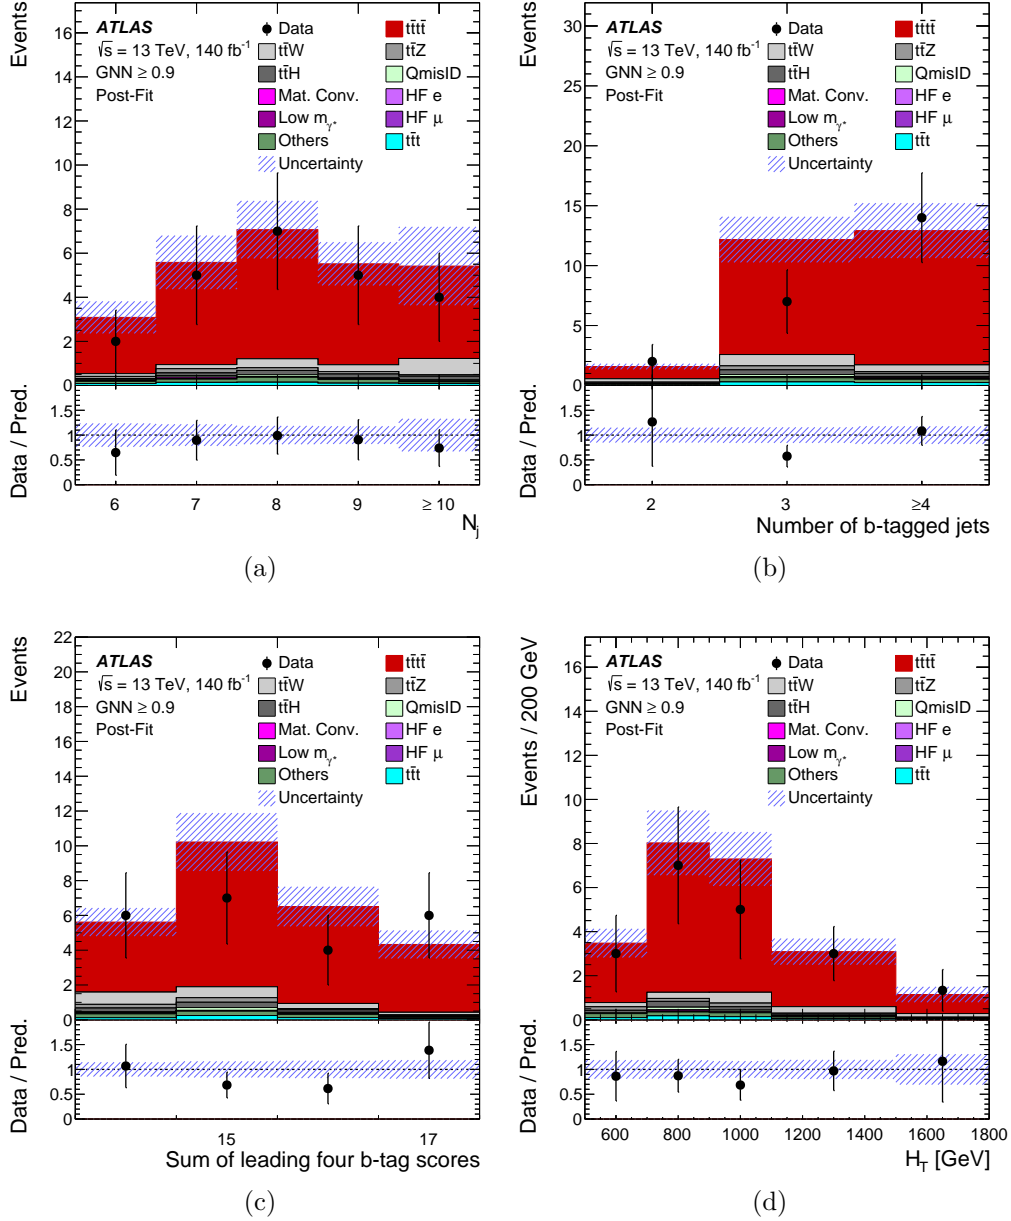 Events
16
14
12
10
8
6
4
2
0
ATLAS
√s = 13 TeV, 140 fb⁻¹
GNN ≥ 0.9
Post-Fit
Data
tt̄tt̄
tt̄W
tt̄Z
tt̄H
QmisID
Mat. Conv.
HF e
Low m_γ*
HF μ
Others
tt̄t
Uncertainty
Data / Pred.
1.5
1
0.5
0
6 7 8 9 ≥ 10
N_j
(a)
Events
30
25
20
15
10
5
0
ATLAS
√s = 13 TeV, 140 fb⁻¹
GNN ≥ 0.9
Post-Fit
Data
tt̄tt̄
tt̄W
tt̄Z
tt̄H
QmisID
Mat. Conv.
HF e
Low m_γ*
HF μ
Others
tt̄t
Uncertainty
Data / Pred.
1.5
1
0.5
0
2 3 ≥4
Number of b-tagged jets
(b)
Events
22
20
18
16
14
12
10
8
6
4
2
0
ATLAS
√s = 13 TeV, 140 fb⁻¹
GNN ≥ 0.9
Post-Fit
Data
tt̄tt̄
tt̄W
tt̄Z
tt̄H
QmisID
Mat. Conv.
HF e
Low m_γ*
HF μ
Others
tt̄t
Uncertainty
Data / Pred.
1.5
1
0.5
0
15 17
Sum of leading four b-tag scores
(c)
Events / 200 GeV
16
14
12
10
8
6
4
2
0
ATLAS
√s = 13 TeV, 140 fb⁻¹
GNN ≥ 0.9
Post-Fit
Data
tt̄tt̄
tt̄W
tt̄Z
tt̄H
QmisID
Mat. Conv.
HF e
Low m_γ*
HF μ
Others
tt̄t
Uncertainty
Data / Pred.
1.5
1
0.5
0
600 800 1000 1200 1400 1600 1800
H_T [GeV]
(d)